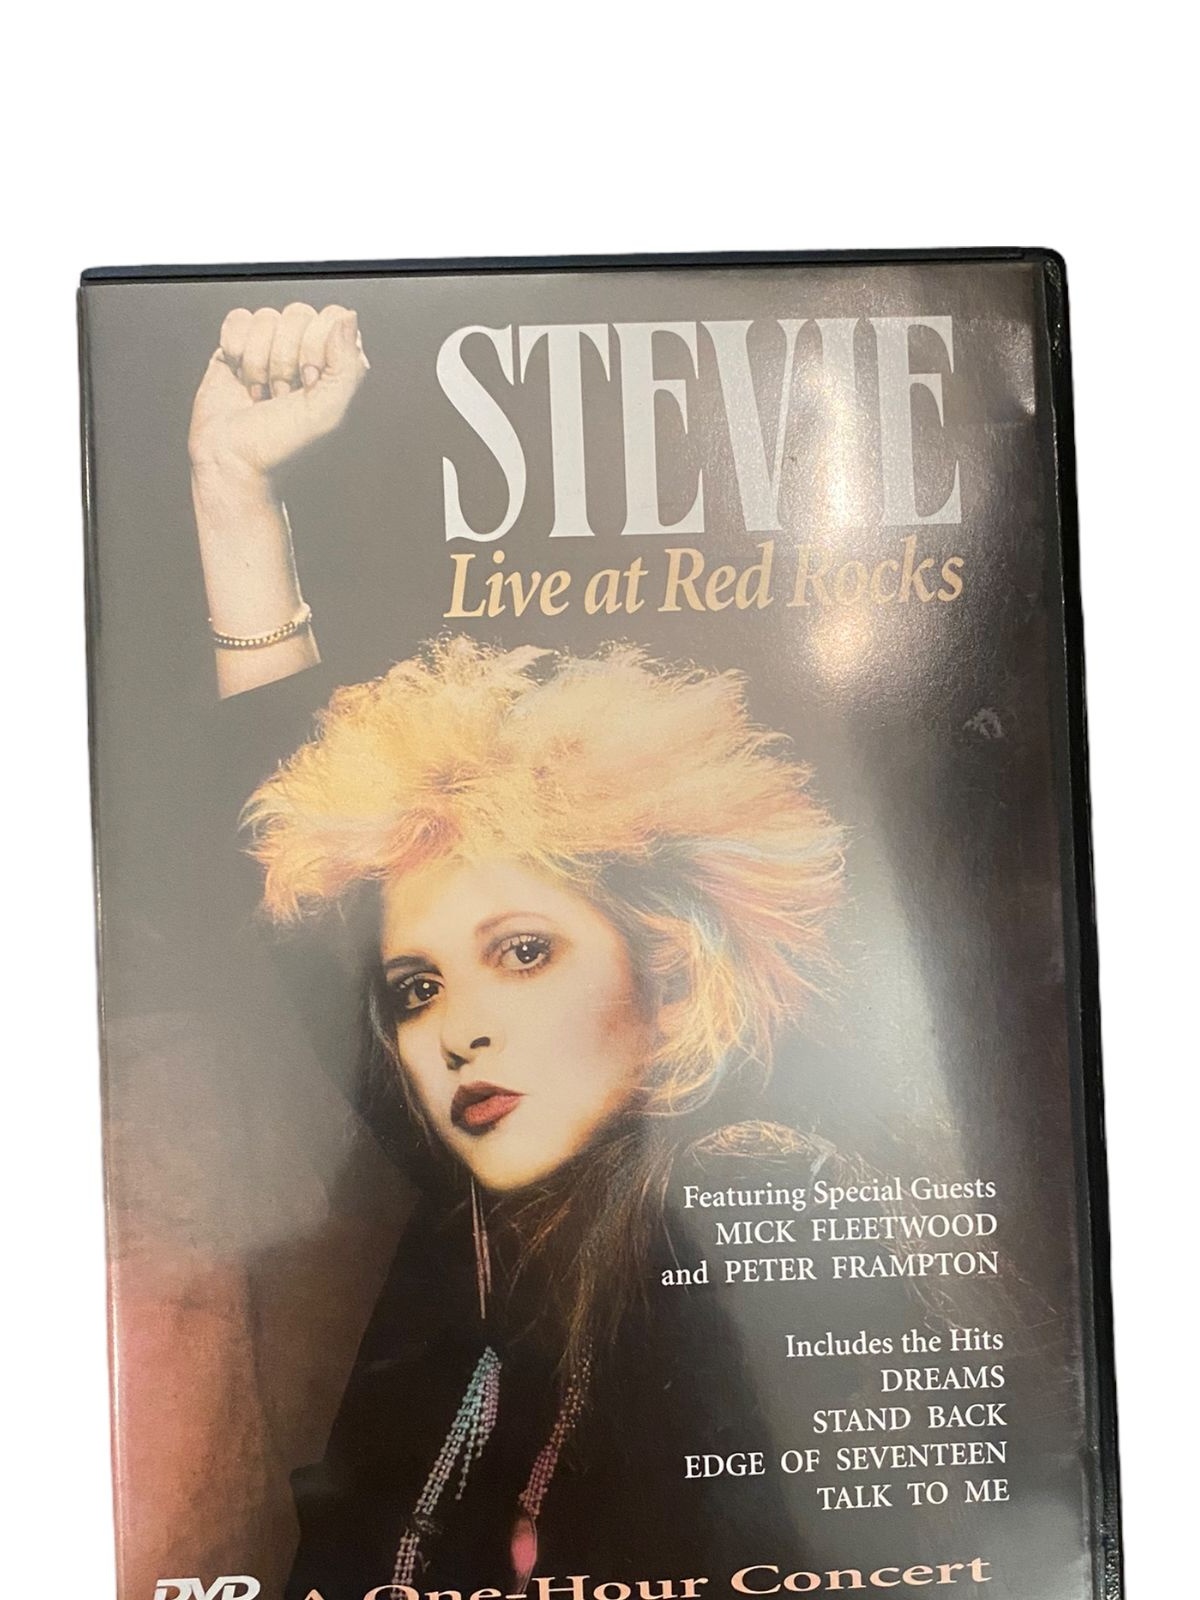 STEVIE
Live at Red Rocks
Featuring Special Guests
MICK FLEETWOOD
and PETER FRAMPTON
Includes the Hits
DREAMS
STAND BACK
EDGE OF SEVENTEEN
TALK TO ME
DVD A One-Hour Concert